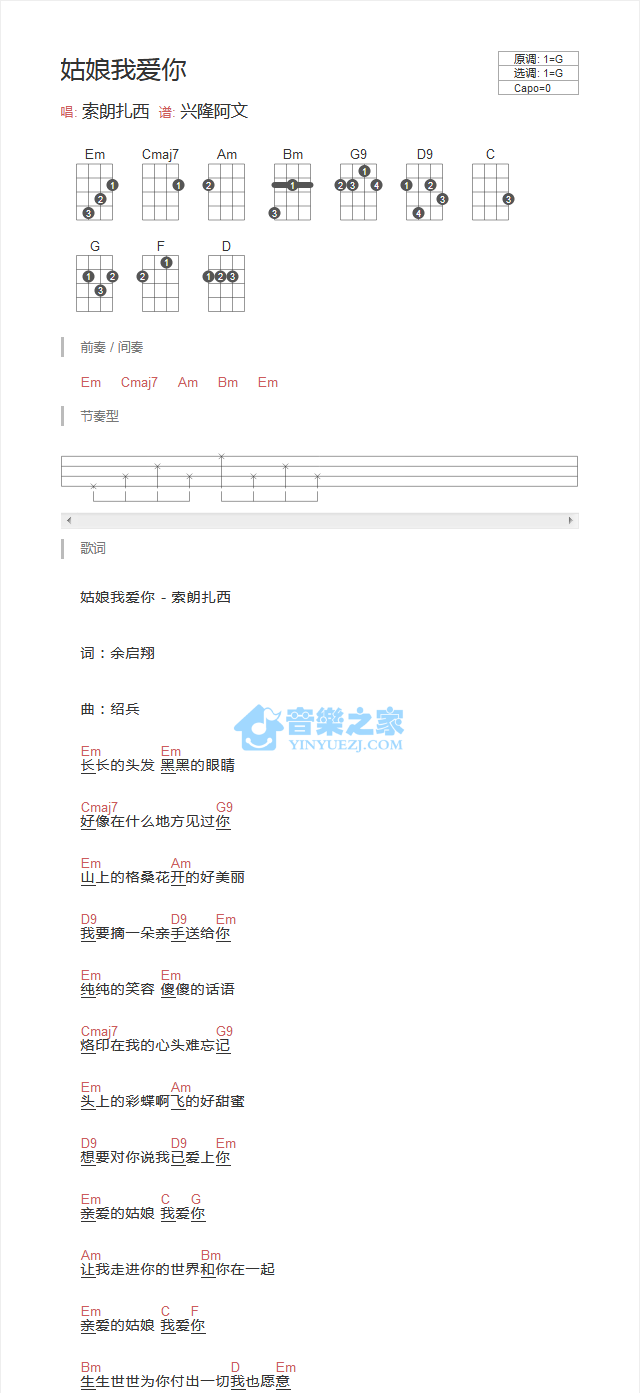 姑娘我爱你
原调: 1=G
选调: 1=G
Capo=0
唱: 索朗扎西 谱: 兴隆阿文
Em Cmaj7 Am Bm G9 D9 C
1 2 3 1 2 1 3 1 2 3 4 1 2 3 4 3
G F D
1 2 3 1 2 1 2 3
前奏 / 间奏
Em Cmaj7 Am Bm Em
节奏型
歌词
姑娘我爱你 - 索朗扎西
词：余启翔
曲：绍兵
音樂之家
YINYUEZJ.COM
Em Em
长长的头发 黑黑的眼睛
Cmaj7 G9
好像在什么地方见过你
Em Am
山上的格桑花开的好美丽
D9 D9 Em
我要摘一朵亲手送给你
Em Em
纯纯的笑容 傻傻的话语
Cmaj7 G9
烙印在我的心头难忘记
Em Am
头上的彩蝶啊飞的好甜蜜
D9 D9 Em
想要对你说我已爱上你
Em C G
亲爱的姑娘 我爱你
Am Bm
让我走进你的世界和你在一起
Em C F
亲爱的姑娘 我爱你
Bm D Em
生生世世为你付出一切我也愿意